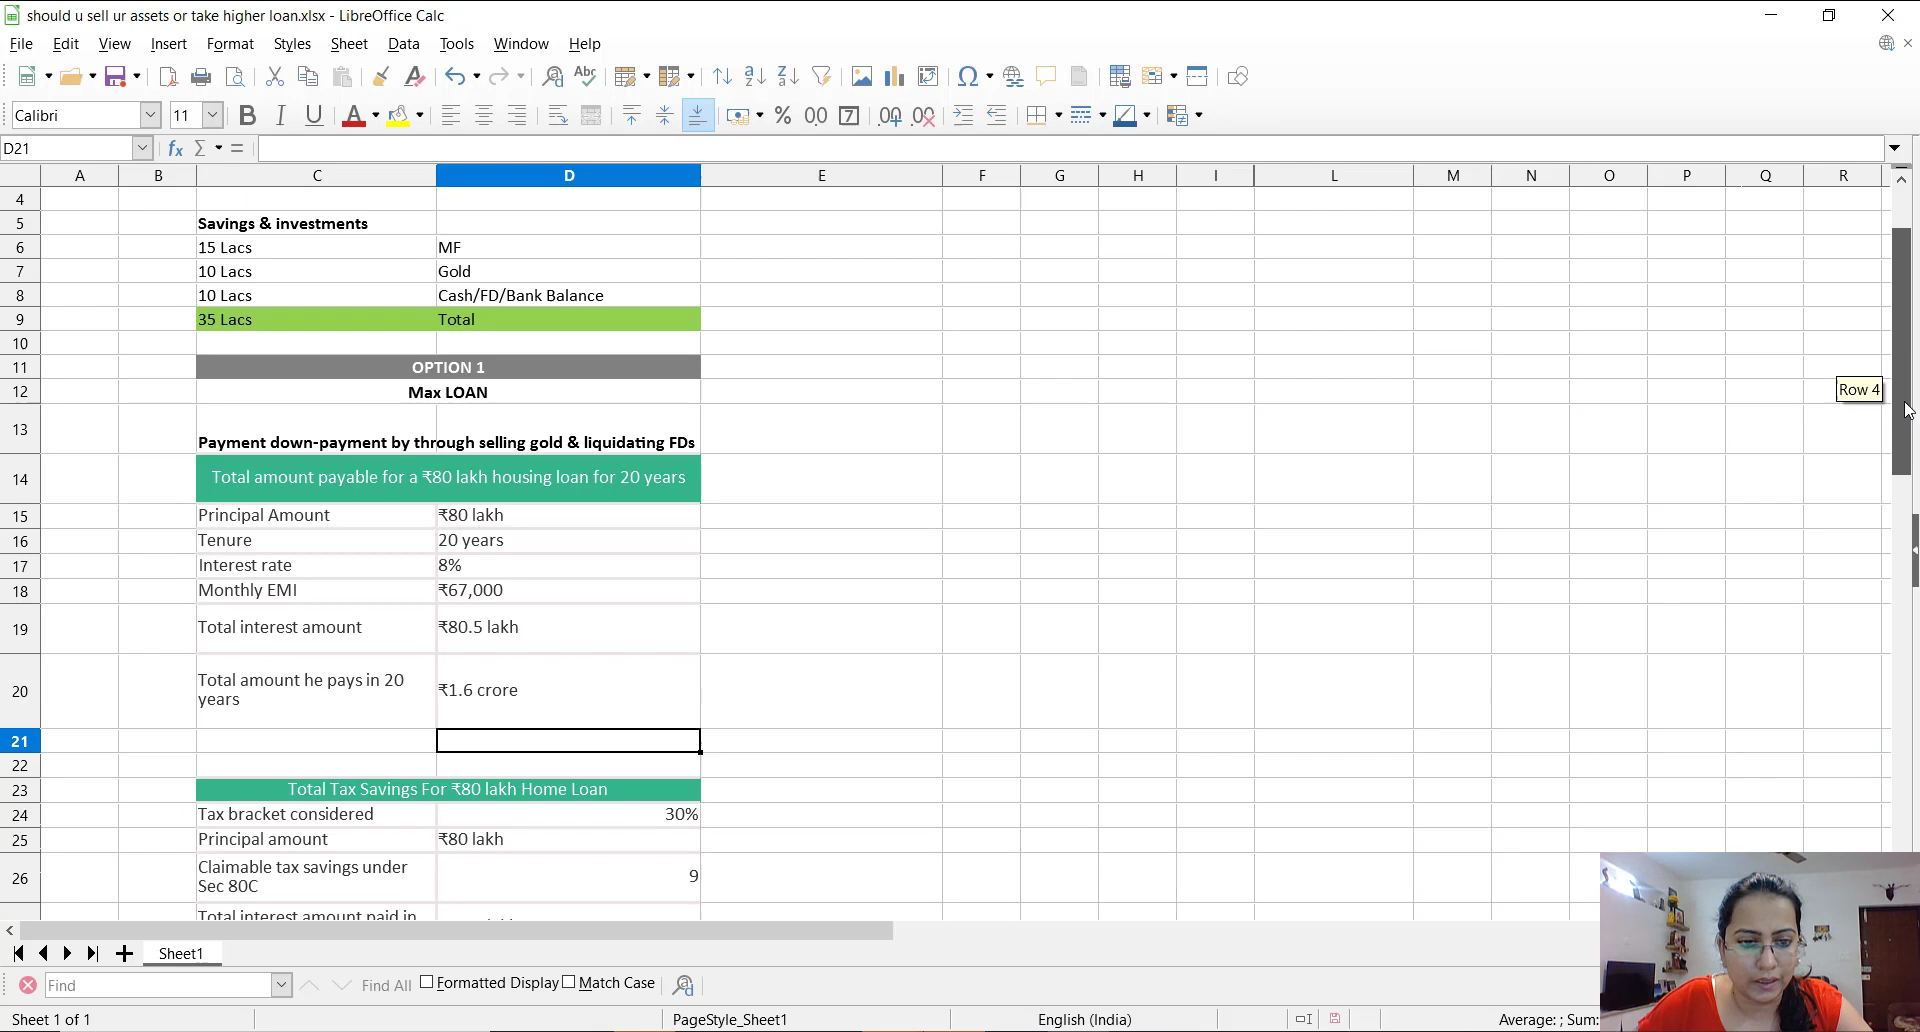 should u sell ur assets or take higher loan.xlsx - LibreOffice Calc
File Edit View Insert Format Styles Sheet Data Tools Window Help
Calibri 11
D21
A B C D E F G H I L M N O P Q R
4
5 Savings & investments
6 15 Lacs MF
7 10 Lacs Gold
8 10 Lacs Cash/FD/Bank Balance
9 35 Lacs Total
10
11 OPTION 1
12 Max LOAN
Row 4
13 Payment down-payment by through selling gold & liquidating FDs
14 Total amount payable for a ₹80 lakh housing loan for 20 years
15 Principal Amount ₹80 lakh
16 Tenure 20 years
17 Interest rate 8%
18 Monthly EMI ₹67,000
19 Total interest amount ₹80.5 lakh
20 Total amount he pays in 20
years ₹1.6 crore
21
22
23 Total Tax Savings For ₹80 lakh Home Loan
24 Tax bracket considered 30%
25 Principal amount ₹80 lakh
26 Claimable tax savings under
Sec 80C 9
Total interest amount paid in
Sheet1
Find Find All Formatted Display Match Case
Sheet 1 of 1 PageStyle_Sheet1 English (India) Average: ; Sum: